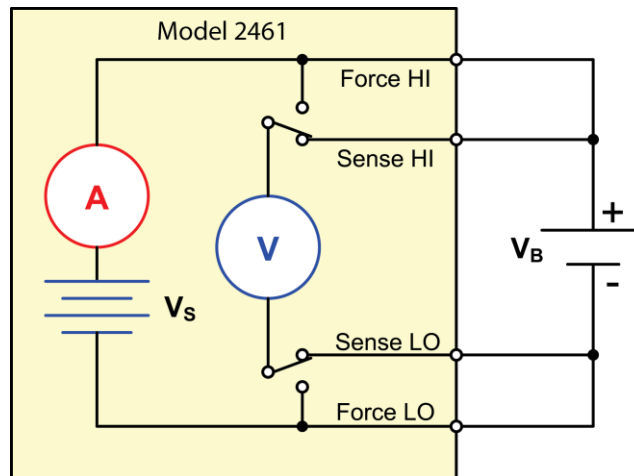 Model 2461
Force HI
Sense HI
A
V
VS
VB
+
-
Sense LO
Force LO